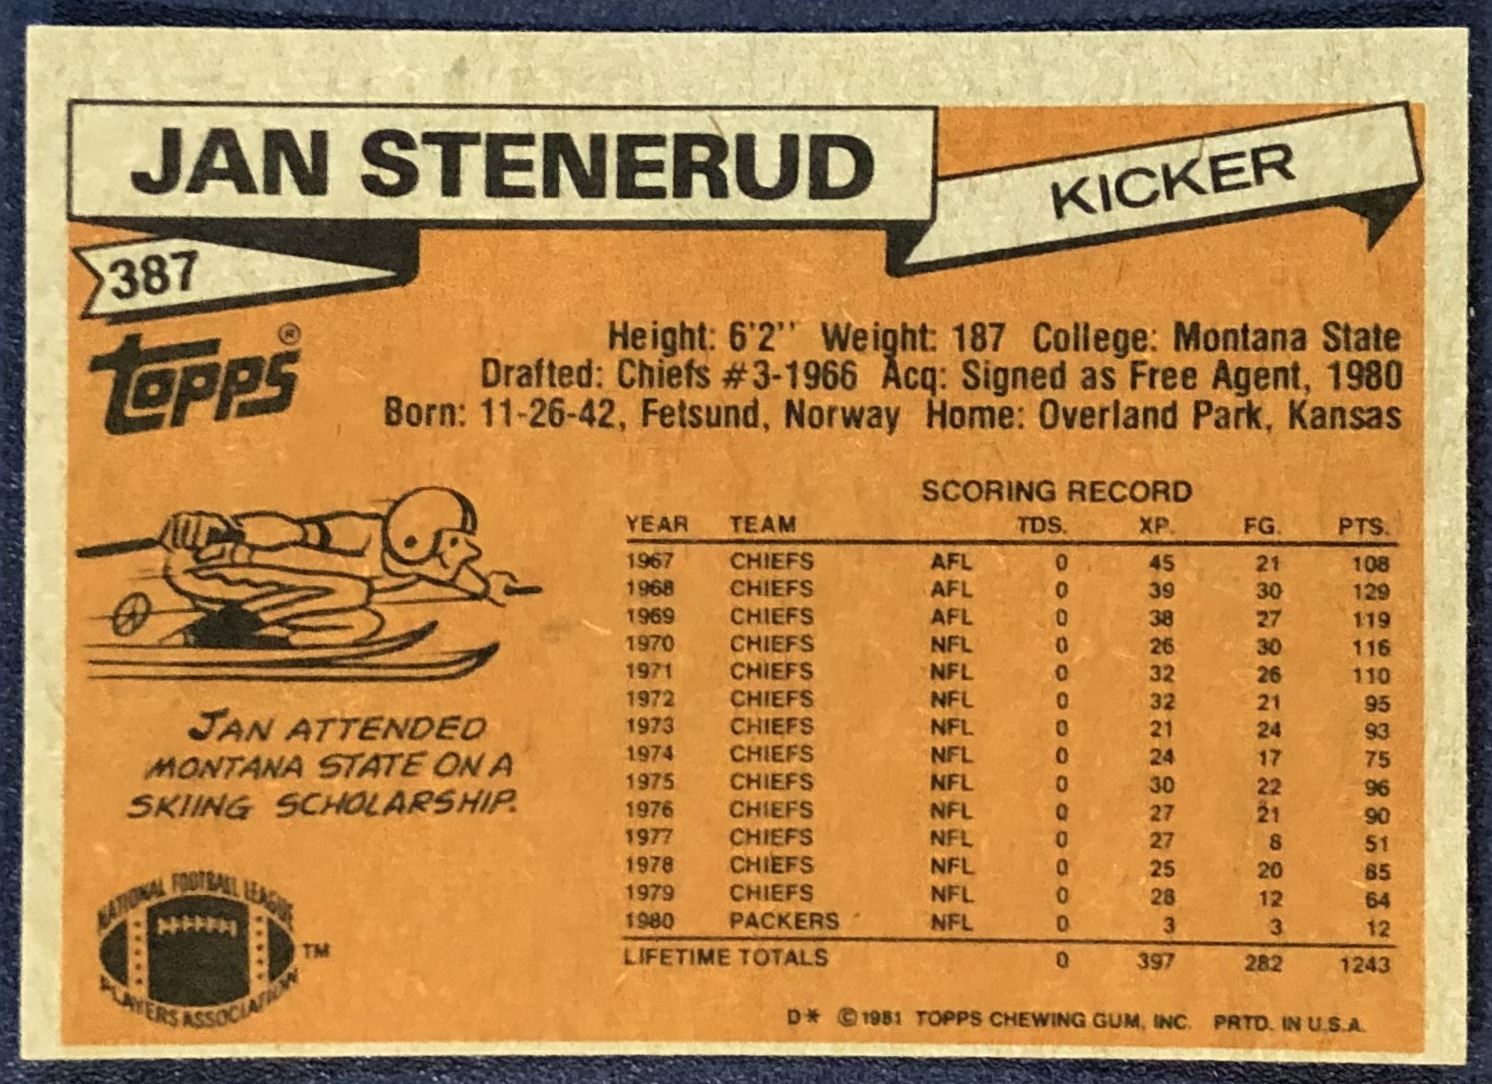 JAN STENERUD
KICKER
387
topps®
Height: 6'2'' Weight: 187 College: Montana State
Drafted: Chiefs #3-1966 Acq: Signed as Free Agent, 1980
Born: 11-26-42, Fetsund, Norway Home: Overland Park, Kansas
JAN ATTENDED
MONTANA STATE ON A
SKIING SCHOLARSHIP.
NATIONAL FOOTBALL LEAGUE
PLAYERS ASSOCIATION
TM
SCORING RECORD
YEAR TEAM TDS. XP. FG. PTS.
1967 CHIEFS AFL 0 45 21 108
1968 CHIEFS AFL 0 39 30 129
1969 CHIEFS AFL 0 38 27 119
1970 CHIEFS NFL 0 26 30 116
1971 CHIEFS NFL 0 32 26 110
1972 CHIEFS NFL 0 32 21 95
1973 CHIEFS NFL 0 21 24 93
1974 CHIEFS NFL 0 24 17 75
1975 CHIEFS NFL 0 30 22 96
1976 CHIEFS NFL 0 27 21 90
1977 CHIEFS NFL 0 27 8 51
1978 CHIEFS NFL 0 25 20 85
1979 CHIEFS NFL 0 28 12 64
1980 PACKERS NFL 0 3 3 12
LIFETIME TOTALS 0 397 282 1243
D* ©1981 TOPPS CHEWING GUM, INC. PRTD. IN U.S.A.